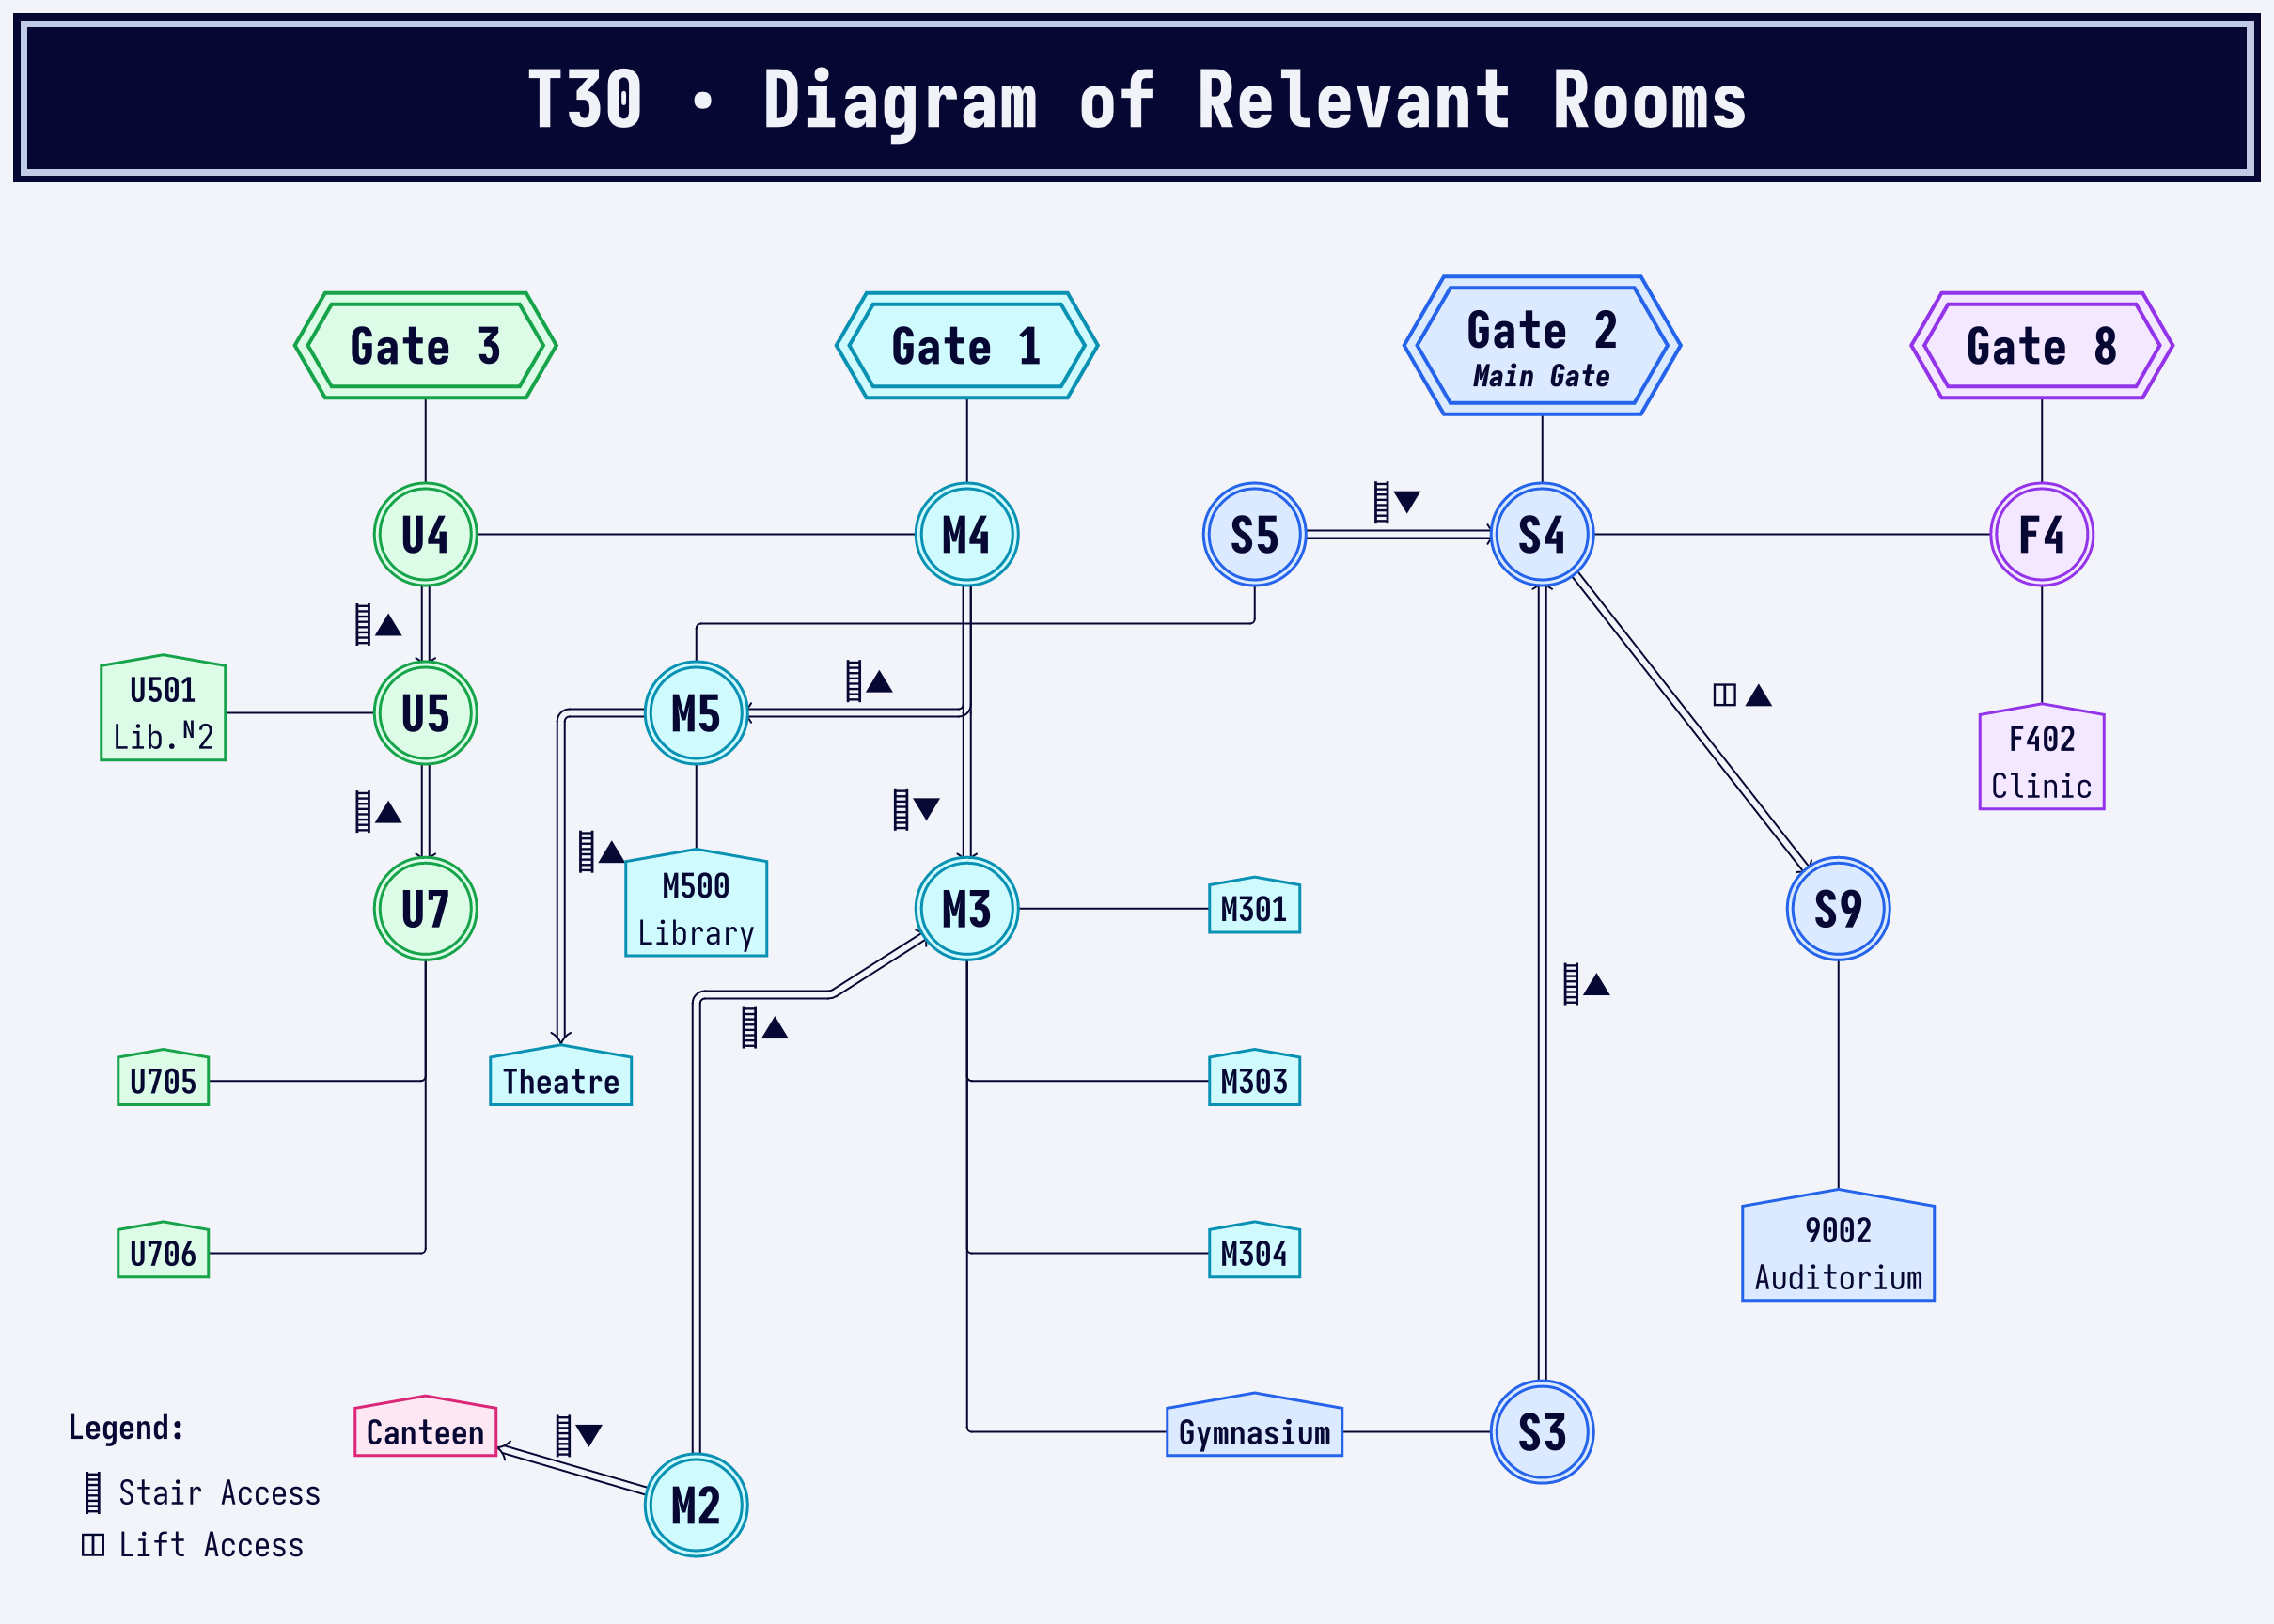 T30 · Diagram of Relevant Rooms
Gate 3
Gate 1
Gate 2
Main Gate
Gate 8
U4
M4
S5
S4
F4
U501
Lib.ᴺ2
U5
M5
F402
Clinic
U7
M500
Library
M3
M301
S9
U705
Theatre
M303
U706
M304
9002
Auditorium
Canteen
Gymnasium
S3
M2
Legend:
Stair Access
Lift Access